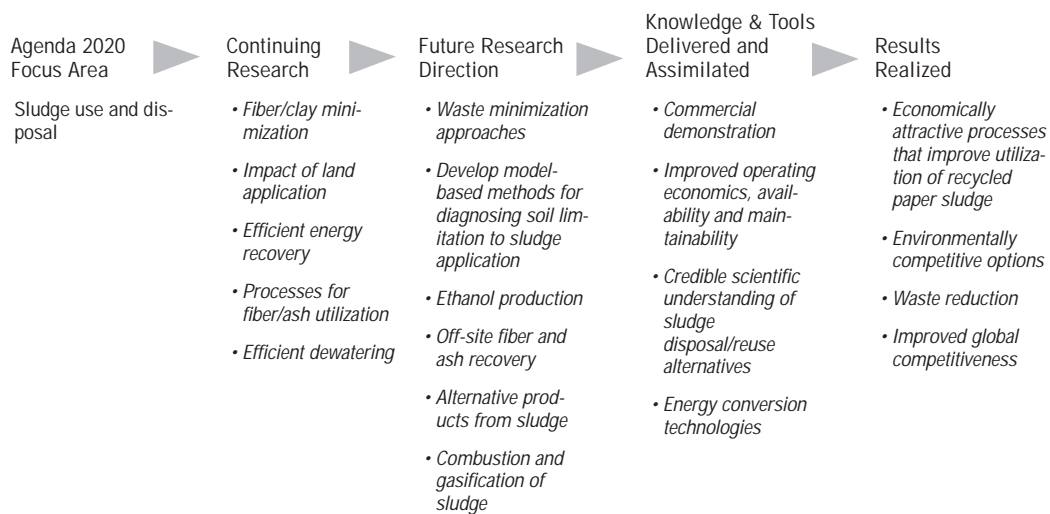 Agenda 2020
Focus Area
Sludge use and dis-
posal
Continuing
Research
• Fiber/clay mini-
mization
• Impact of land
application
• Efficient energy
recovery
• Processes for
fiber/ash utilization
• Efficient dewatering
Future Research
Direction
• Waste minimization
approaches
• Develop model-
based methods for
diagnosing soil lim-
itation to sludge
application
• Ethanol production
• Off-site fiber and
ash recovery
• Alternative prod-
ucts from sludge
• Combustion and
gasification of
sludge
Knowledge & Tools
Delivered and
Assimilated
• Commercial
demonstration
• Improved operating
economics, avail-
ability and main-
tainability
• Credible scientific
understanding of
sludge
disposal/reuse
alternatives
• Energy conversion
technologies
Results
Realized
• Economically
attractive processes
that improve utiliza-
tion of recycled
paper sludge
• Environmentally
competitive options
• Waste reduction
• Improved global
competitiveness